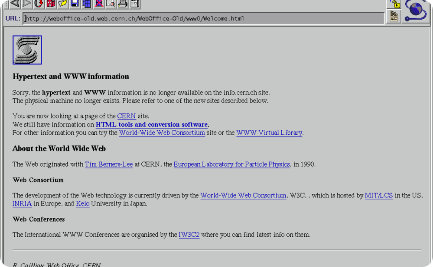 URL: http://weboffice-old.web.cern.ch/WebOffice-Old/www0/Welcome.html
Hypertext and WWW information
Sorry, the hypertext and WWW information is no longer available on the info.cern.ch site.
The physical machine no longer exists. Please refer to one of the new sites described below.
You are now looking at a page of the CERN site.
We still have information on HTML tools and conversion software.
For other information you can try the World-Wide Web Consortium site or the WWW Virtual Library.
About the World Wide Web
The Web originated with Tim Berners-Lee at CERN, the European Laboratory for Particle Physics, in 1990.
Web Consortium
The development of the Web technology is currently driven by the World-Wide Web Consortium, W3C, , which is hosted by MIT/LCS in the US,
INRIA in Europe, and Keio University in Japan.
Web Conferences
The International WWW Conferences are organised by the IW3C2 where you can find latest info on them.
R. Cailliau, Web Office, CERN